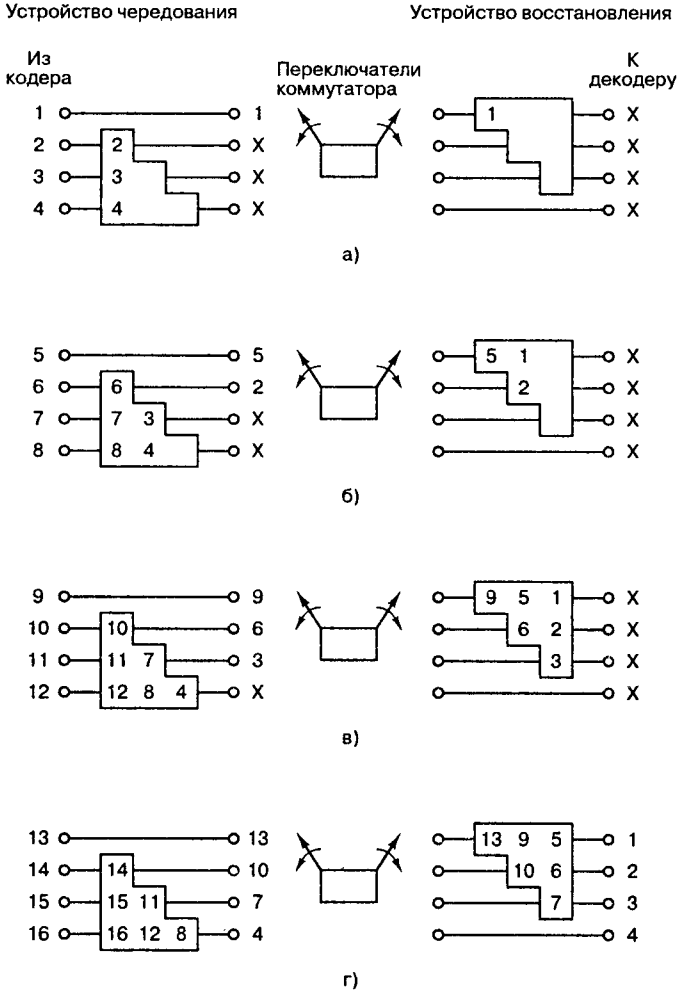 Устройство чередования Устройство восстановления
Из кодера Переключатели коммутатора К декодеру
1 1 1 X
2 2 X X
3 3 X X
4 4 X X
а)
5 5 5 1 X
6 6 2 2 X
7 7 3 X X
8 8 4 X X
б)
9 9 9 5 1 X
10 10 6 6 2 X
11 11 7 3 3 X
12 12 8 4 X X
в)
13 13 13 9 5 1
14 14 10 10 6 2
15 15 11 7 7 3
16 16 12 8 4 4
г)